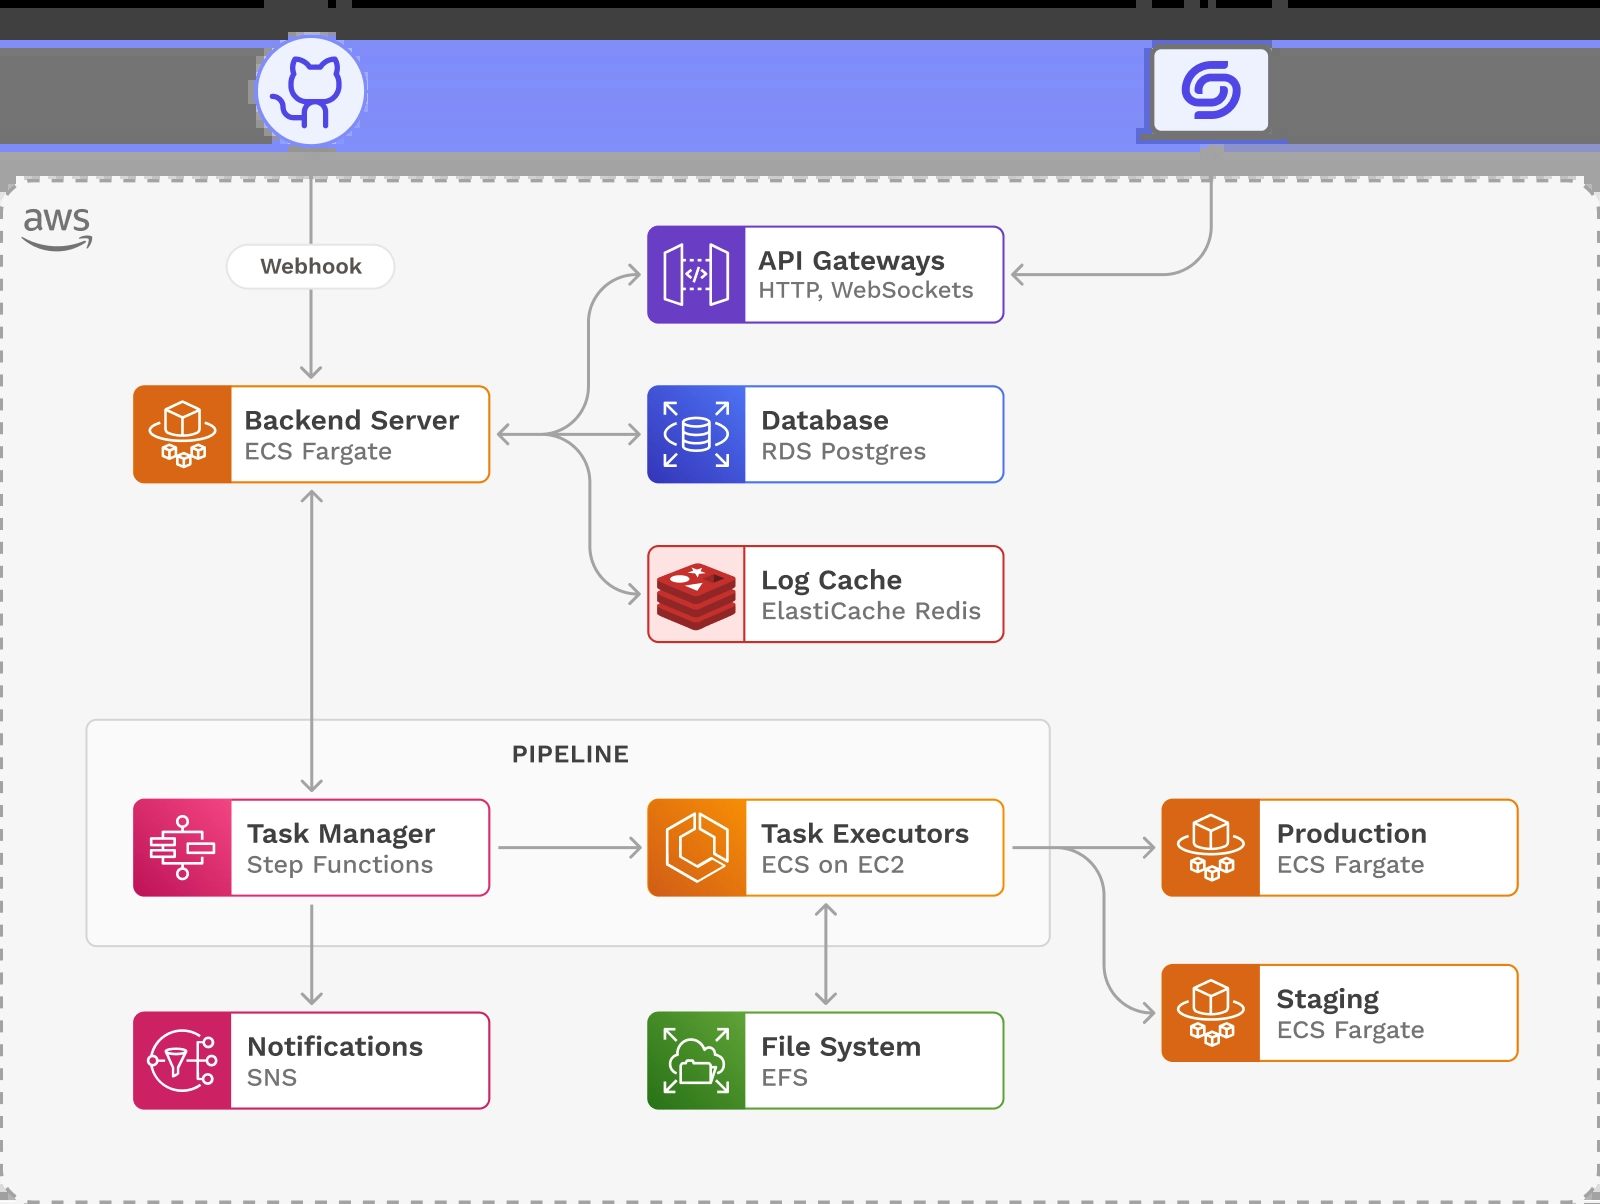 aws
Webhook
API Gateways
HTTP, WebSockets
Backend Server
ECS Fargate
Database
RDS Postgres
Log Cache
ElastiCache Redis
PIPELINE
Task Manager
Step Functions
Task Executors
ECS on EC2
Production
ECS Fargate
Staging
ECS Fargate
Notifications
SNS
File System
EFS